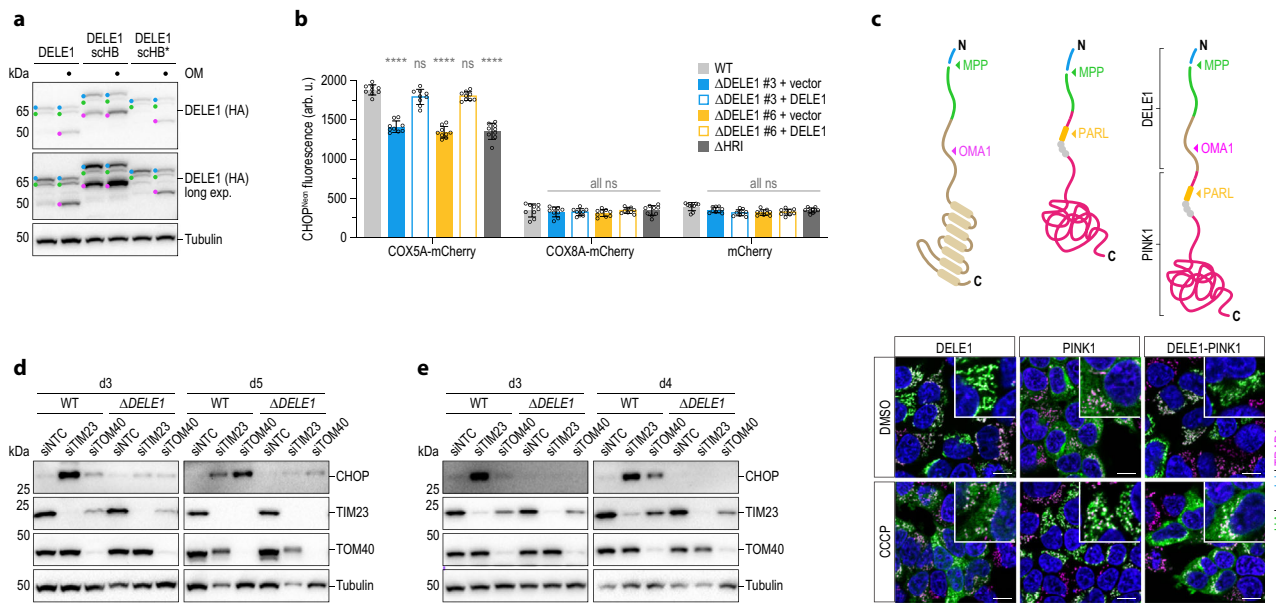 a
DELE1
DELE1 scHB
DELE1 scHB*
kDa
OM
65
50
DELE1 (HA)
65
50
DELE1 (HA)
long exp.
50
Tubulin
b
CHOPNeon fluorescence (arb. u.)
2000
1500
1000
500
0
**** ns **** ns ****
all ns
all ns
COX5A-mCherry
COX8A-mCherry
mCherry
WT
ΔDELE1 #3 + vector
ΔDELE1 #3 + DELE1
ΔDELE1 #6 + vector
ΔDELE1 #6 + DELE1
ΔHRI
c
N
MPP
OMA1
C
N
MPP
PARL
C
DELE1
PINK1
N
MPP
OMA1
PARL
C
DELE1
PINK1
DELE1-PINK1
DMSO
CCCP
d
d3
d5
WT
ΔDELE1
WT
ΔDELE1
siNTC
siTIM23
siTOM40
siNTC
siTIM23
siTOM40
siNTC
siTIM23
siTOM40
siNTC
siTIM23
siTOM40
kDa
25
CHOP
25
TIM23
50
TOM40
50
Tubulin
e
d3
d4
WT
ΔDELE1
WT
ΔDELE1
siNTC
siTIM23
siTOM40
siNTC
siTIM23
siTOM40
siNTC
siTIM23
siTOM40
siNTC
siTIM23
siTOM40
kDa
25
CHOP
25
TIM23
50
TOM40
50
Tubulin